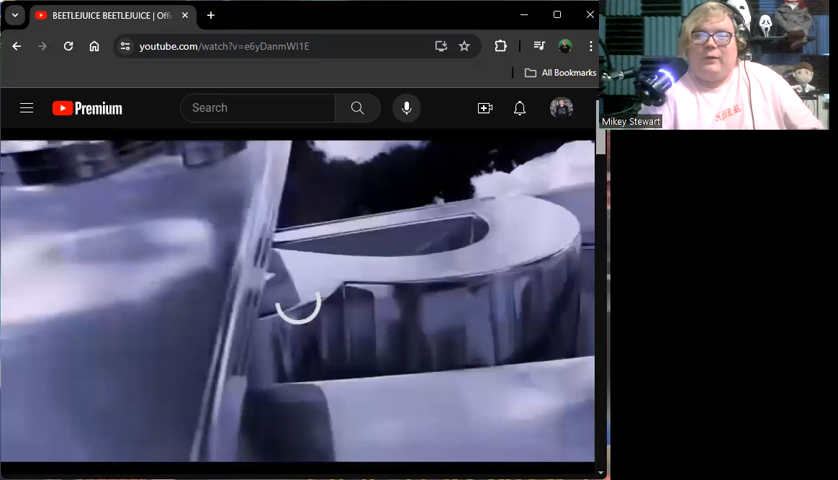 BEETLEJUICE BEETLEJUICE | Offi
youtube.com/watch?v=e6yDanmWI1E
All Bookmarks
Premium
Search
Mikey Stewart